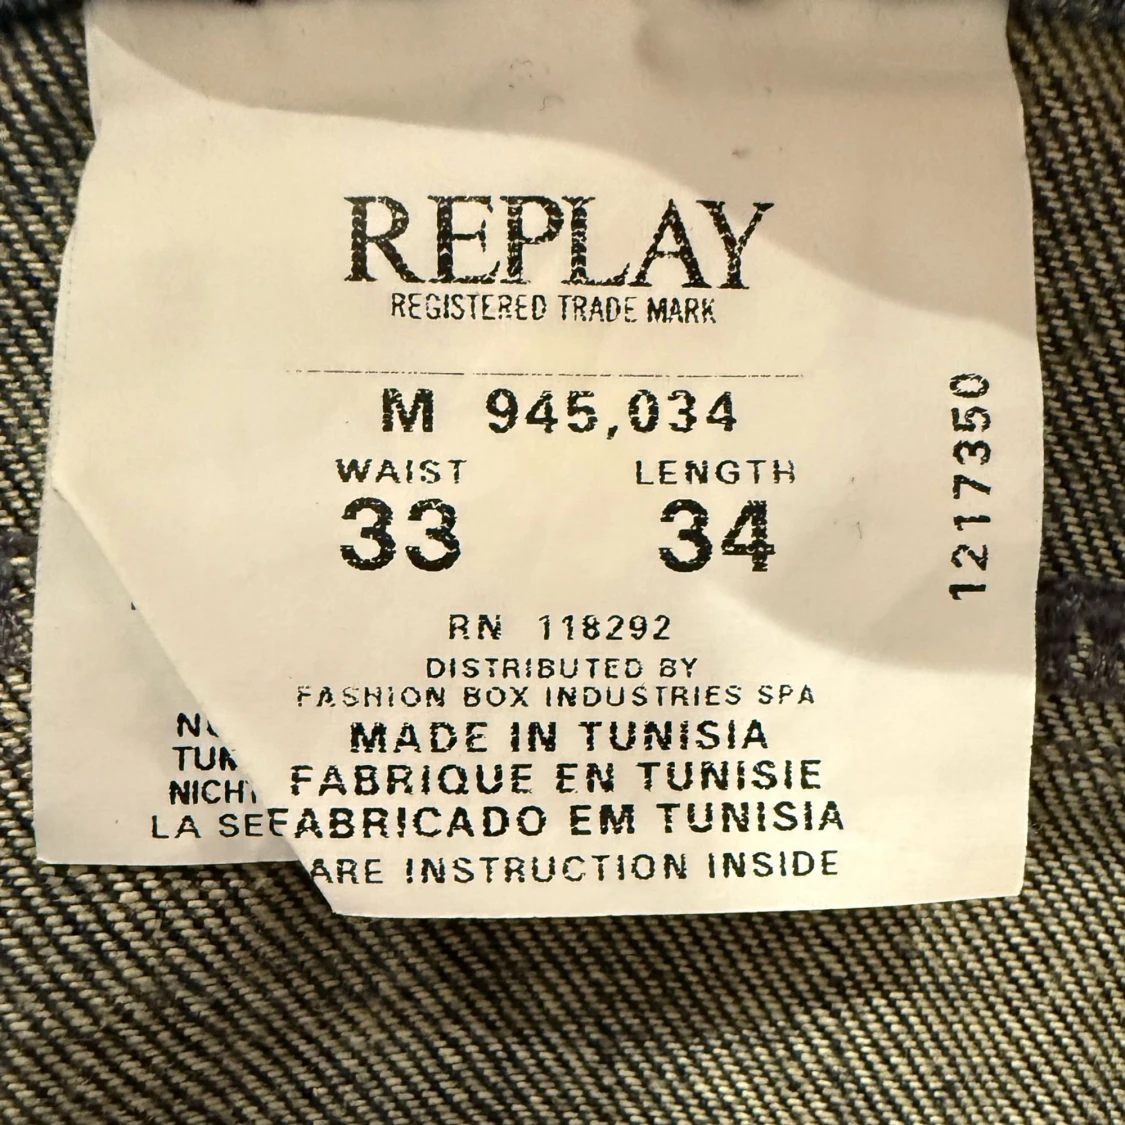 REPLAY
REGISTERED TRADE MARK
M 945,034
WAIST LENGTH
33 34
1217350
RN 118292
DISTRIBUTED BY
FASHION BOX INDUSTRIES SPA
MADE IN TUNISIA
FABRIQUE EN TUNISIE
FABRICADO EM TUNISIA
ARE INSTRUCTION INSIDE
LA